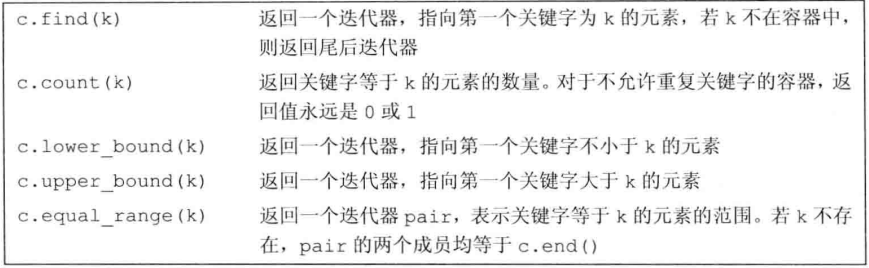 c.find(k) 返回一个迭代器，指向第一个关键字为 k 的元素，若 k 不在容器中，
则返回尾后迭代器
c.count(k) 返回关键字等于 k 的元素的数量。对于不允许重复关键字的容器，返
回值永远是 0 或 1
c.lower_bound(k) 返回一个迭代器，指向第一个关键字不小于 k 的元素
c.upper_bound(k) 返回一个迭代器，指向第一个关键字大于 k 的元素
c.equal_range(k) 返回一个迭代器 pair，表示关键字等于 k 的元素的范围。若 k 不存
在，pair 的两个成员均等于 c.end()